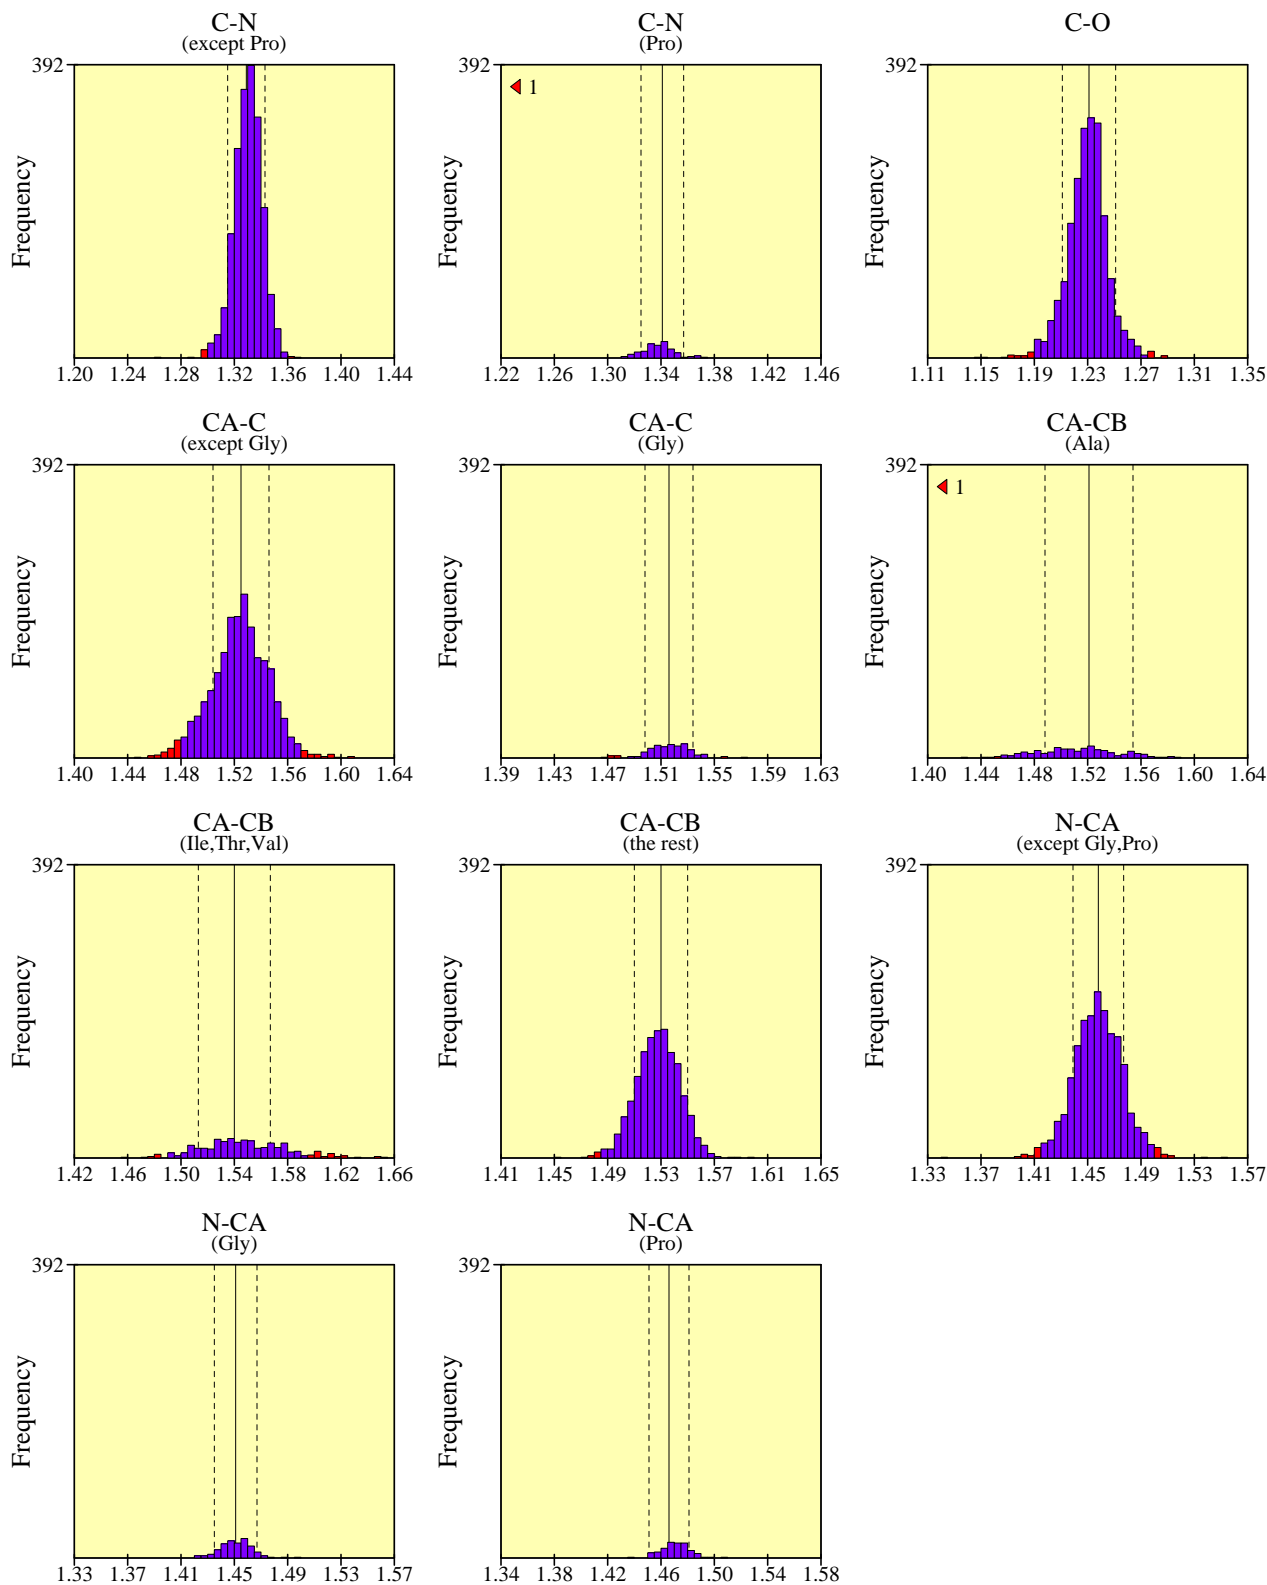 C-N
(except Pro)
392
Frequency
1.20 1.24 1.28 1.32 1.36 1.40 1.44
C-N
(Pro)
392
1
Frequency
1.22 1.26 1.30 1.34 1.38 1.42 1.46
C-O
392
Frequency
1.11 1.15 1.19 1.23 1.27 1.31 1.35
CA-C
(except Gly)
392
Frequency
1.40 1.44 1.48 1.52 1.56 1.60 1.64
CA-C
(Gly)
392
Frequency
1.39 1.43 1.47 1.51 1.55 1.59 1.63
CA-CB
(Ala)
392
1
Frequency
1.40 1.44 1.48 1.52 1.56 1.60 1.64
CA-CB
(Ile,Thr,Val)
392
Frequency
1.42 1.46 1.50 1.54 1.58 1.62 1.66
CA-CB
(the rest)
392
Frequency
1.41 1.45 1.49 1.53 1.57 1.61 1.65
N-CA
(except Gly,Pro)
392
Frequency
1.33 1.37 1.41 1.45 1.49 1.53 1.57
N-CA
(Gly)
392
Frequency
1.33 1.37 1.41 1.45 1.49 1.53 1.57
N-CA
(Pro)
392
Frequency
1.34 1.38 1.42 1.46 1.50 1.54 1.58